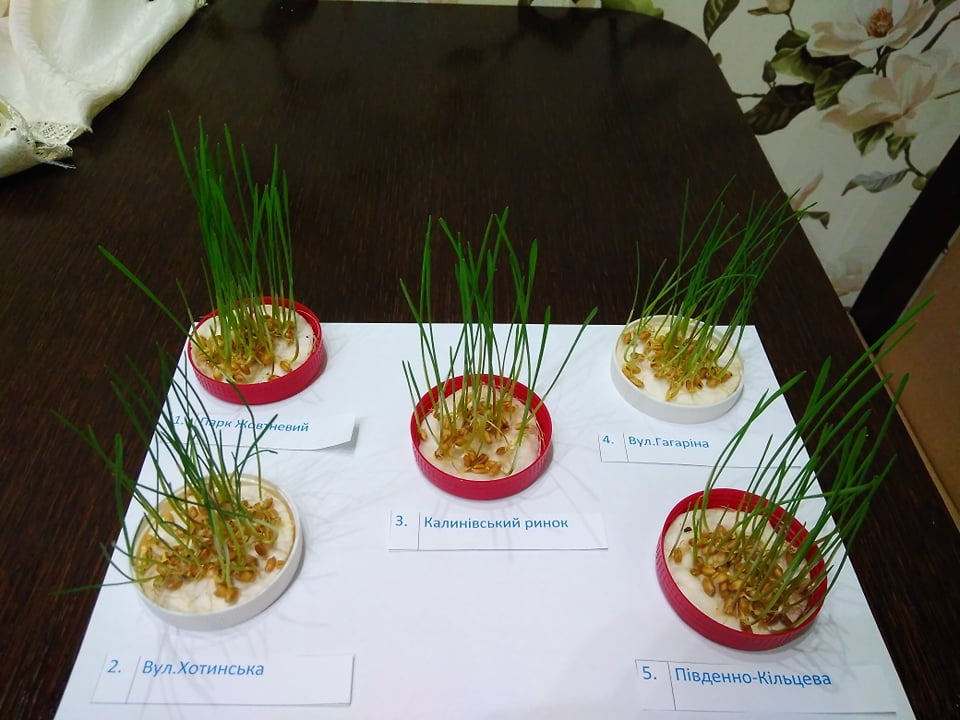 1. Парк Жовтневий
4. Вул.Гагаріна
3. Калинівський ринок
2. Вул.Хотинська
5. Південно-Кільцева